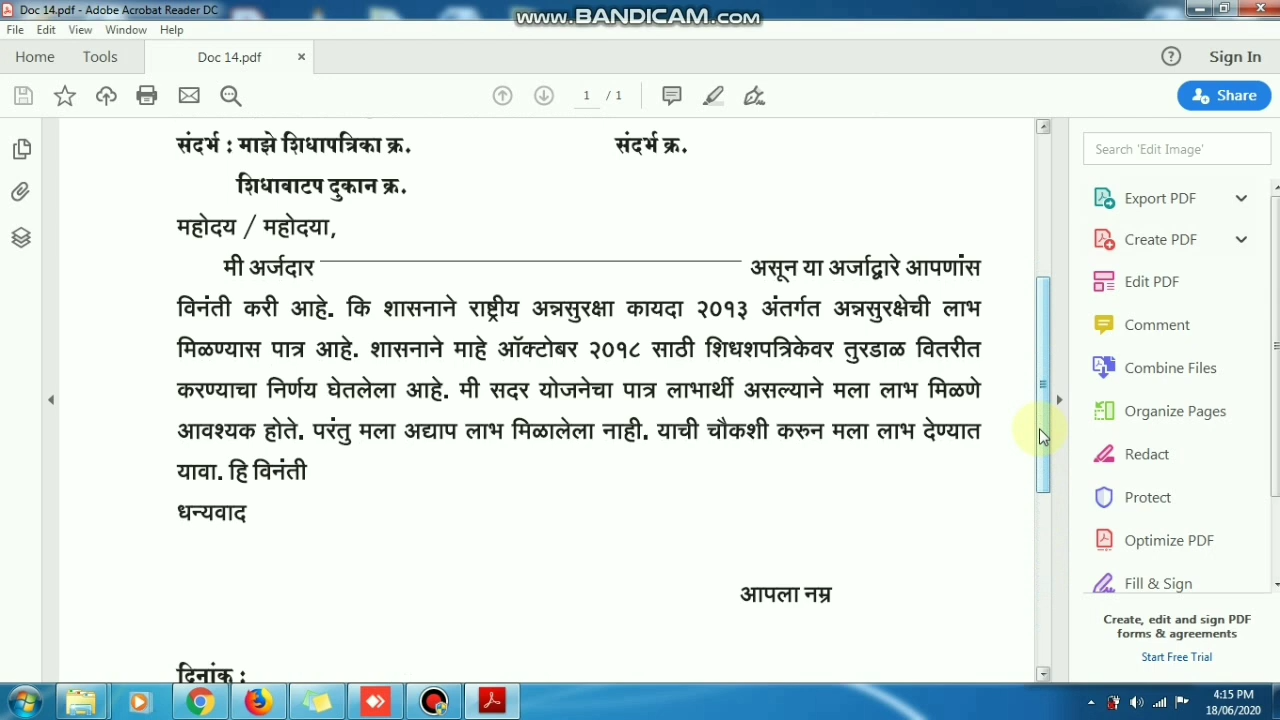 Doc 14.pdf - Adobe Acrobat Reader DC
www.BANDICAM.com
File Edit View Window Help
Home Tools Doc 14.pdf × Sign In
1 / 1 Share
संदर्भ : माझे शिधापत्रिका क्र. संदर्भ क्र.
शिधाबाटप दुकान क्र.
महोदय / महोदया,
मी अर्जदार असून या अर्जाद्वारे आपणांस
विनंती करी आहे. कि शासनाने राष्ट्रीय अन्नसुरक्षा कायदा २०१३ अंतर्गत अन्नसुरक्षेची लाभ
मिळण्यास पात्र आहे. शासनाने माहे ऑक्टोबर २०१८ साठी शिधशपत्रिकेवर तुरडाळ वितरीत
करण्याचा निर्णय घेतलेला आहे. मी सदर योजनेचा पात्र लाभार्थी असल्याने मला लाभ मिळणे
आवश्यक होते. परंतु मला अद्याप लाभ मिळालेला नाही. याची चौकशी करुन मला लाभ देण्यात
यावा. हि विनंती
धन्यवाद
आपला नम्र
दिनांक :
Search 'Edit Image'
Export PDF
Create PDF
Edit PDF
Comment
Combine Files
Organize Pages
Redact
Protect
Optimize PDF
Fill & Sign
Create, edit and sign PDF
forms & agreements
Start Free Trial
4:15 PM
18/06/2020